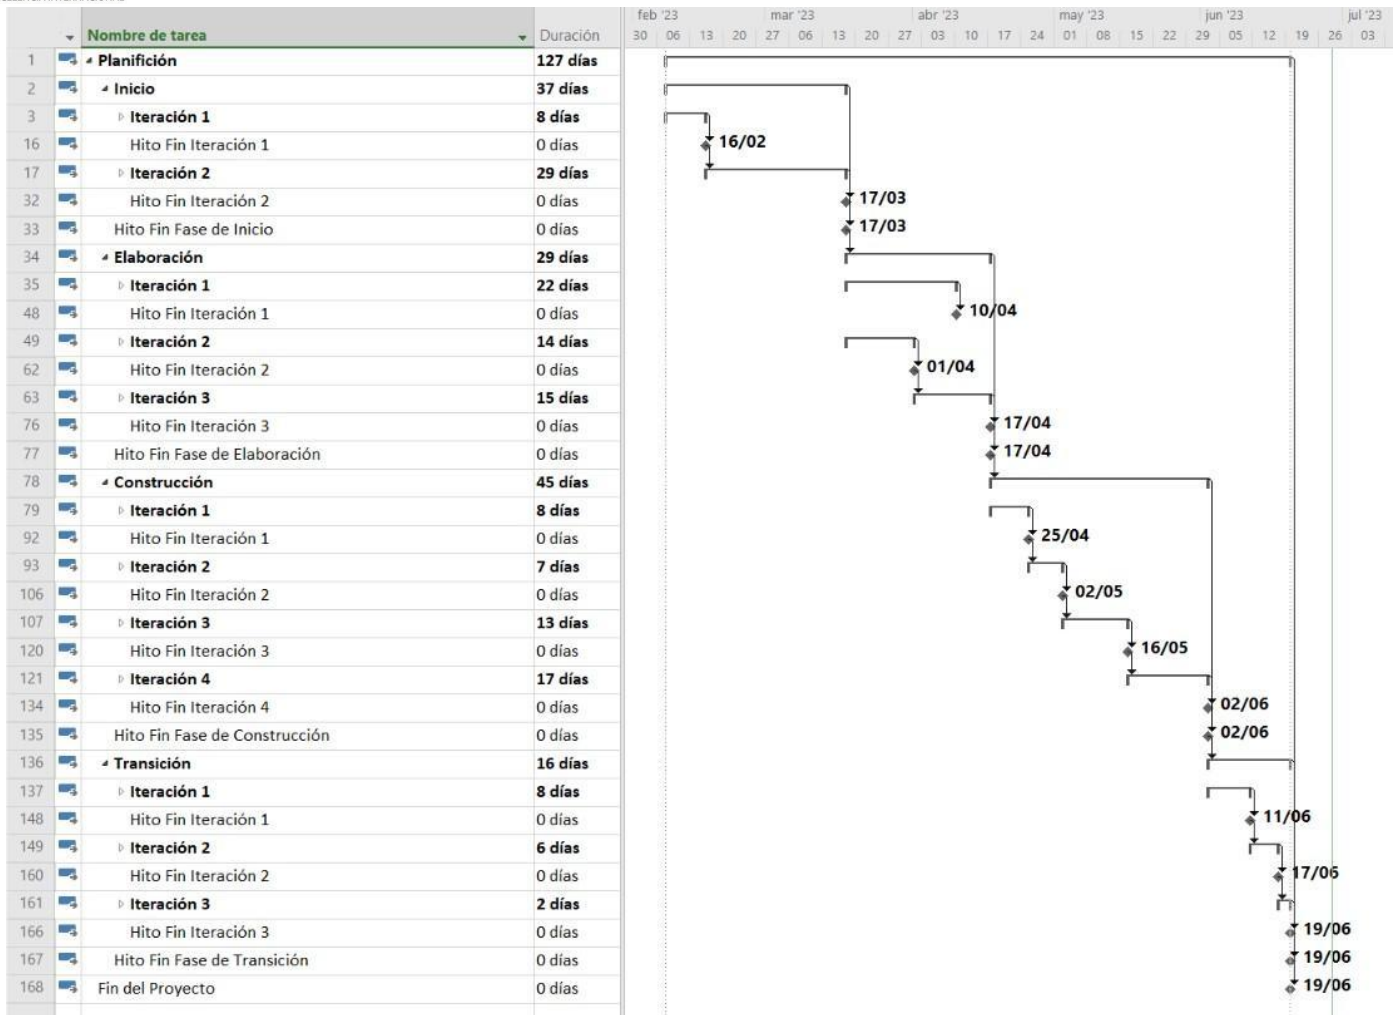 feb '23 mar '23 abr '23 may '23 jun '23 jul '23
Nombre de tarea Duración 30 06 13 20 27 06 13 20 27 03 10 17 24 01 08 15 22 29 05 12 19 26 03
1 Planifición 127 días
2 Inicio 37 días
3 Iteración 1 8 días
16 Hito Fin Iteración 1 0 días 16/02
17 Iteración 2 29 días
32 Hito Fin Iteración 2 0 días 17/03
33 Hito Fin Fase de Inicio 0 días 17/03
34 Elaboración 29 días
35 Iteración 1 22 días
48 Hito Fin Iteración 1 0 días 10/04
49 Iteración 2 14 días
62 Hito Fin Iteración 2 0 días 01/04
63 Iteración 3 15 días
76 Hito Fin Iteración 3 0 días 17/04
77 Hito Fin Fase de Elaboración 0 días 17/04
78 Construcción 45 días
79 Iteración 1 8 días
92 Hito Fin Iteración 1 0 días 25/04
93 Iteración 2 7 días
106 Hito Fin Iteración 2 0 días 02/05
107 Iteración 3 13 días
120 Hito Fin Iteración 3 0 días 16/05
121 Iteración 4 17 días
134 Hito Fin Iteración 4 0 días 02/06
135 Hito Fin Fase de Construcción 0 días 02/06
136 Transición 16 días
137 Iteración 1 8 días
148 Hito Fin Iteración 1 0 días 11/06
149 Iteración 2 6 días
160 Hito Fin Iteración 2 0 días 17/06
161 Iteración 3 2 días
166 Hito Fin Iteración 3 0 días 19/06
167 Hito Fin Fase de Transición 0 días 19/06
168 Fin del Proyecto 0 días 19/06